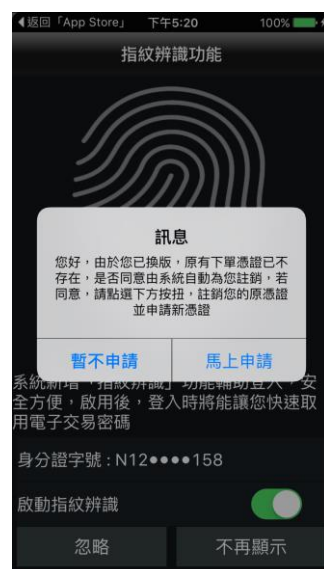 返回「App Store」 下午5:20 100%
指紋辨識功能
訊息
您好，由於您已換版，原有下單憑證已不
存在，是否同意由系統自動為您註銷，若
同意，請點選下方按扭，註銷您的原憑證
並申請新憑證
暫不申請 馬上申請
系統新增「指紋辨識」功能輔助登入，安
全方便，啟用後，登入時將能讓您快速取
用電子交易密碼
身分證字號 : N12●●●●158
啟動指紋辨識
忽略 不再顯示